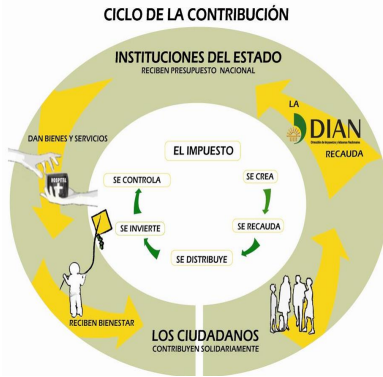 CICLO DE LA CONTRIBUCIÓN
INSTITUCIONES DEL ESTADO
RECIBEN PRESUPUESTO NACIONAL
LA
DIAN
RECAUDA
DAN BIENES Y SERVICIOS
HOSPITAL
EL IMPUESTO
SE CONTROLA
SE CREA
SE INVIERTE
SE RECAUDA
SE DISTRIBUYE
RECIBEN BIENESTAR
LOS CIUDADANOS
CONTRIBUYEN SOLIDARIAMENTE